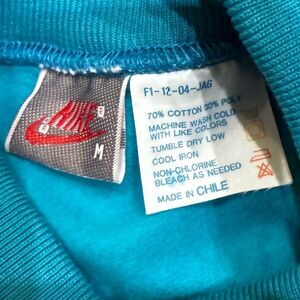 NIKE
M
F1-12-04-JAG
70% COTTON 30% POLY
MACHINE WASH COLD
WITH LIKE COLORS
TUMBLE DRY LOW
COOL IRON
NON-CHLORINE
BLEACH AS NEEDED
MADE IN CHILE